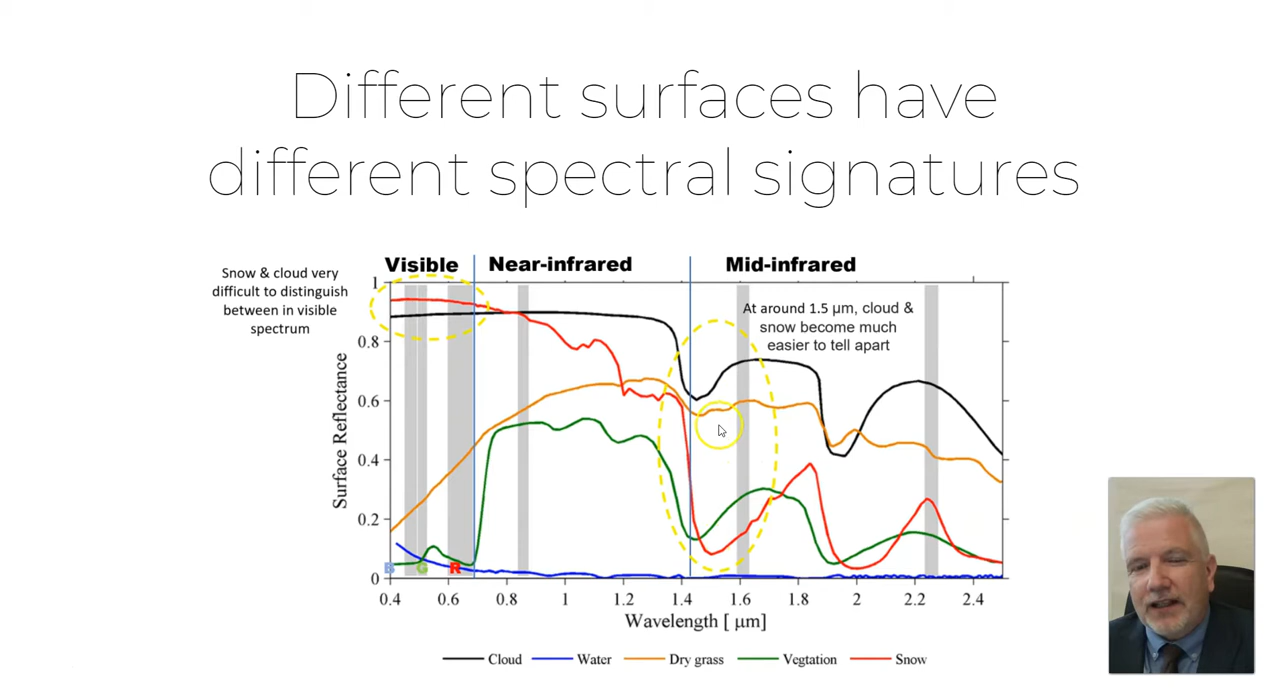 Different surfaces have
different spectral signatures
Snow & cloud very
difficult to distinguish
between in visible
spectrum
Visible
Near-infrared
Mid-infrared
At around 1.5 μm, cloud &
snow become much
easier to tell apart
Surface Reflectance
1
0.8
0.6
0.4
0.2
0
B
G
R
0.4 0.6 0.8 1 1.2 1.4 1.6 1.8 2 2.2 2.4
Wavelength [ μm]
Cloud Water Dry grass Vegtation Snow